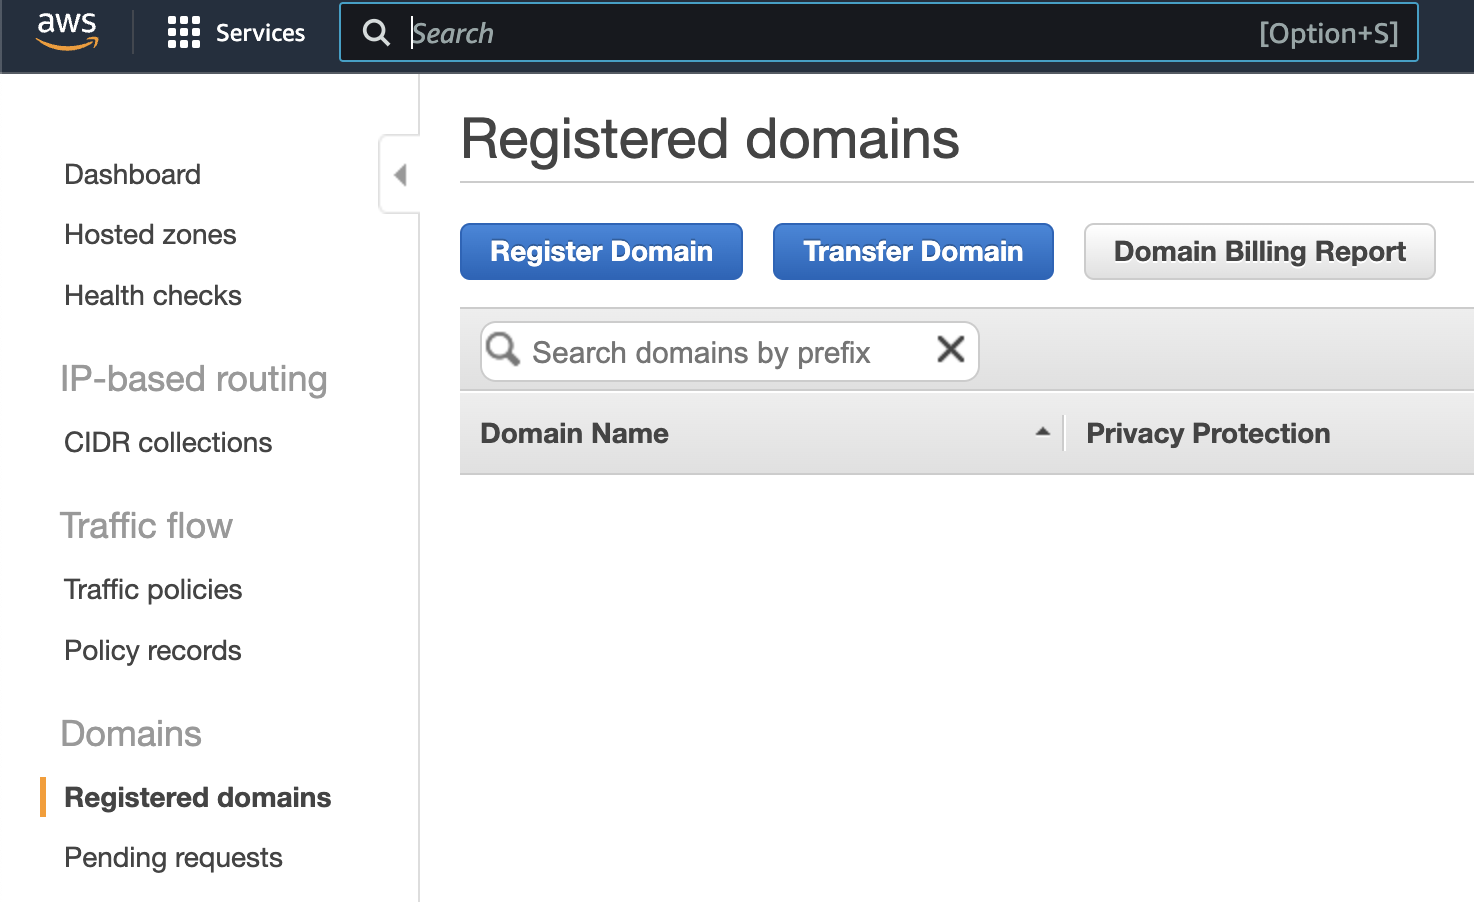 aws
Services
Search
[Option+S]
Dashboard
Hosted zones
Health checks
IP-based routing
CIDR collections
Traffic flow
Traffic policies
Policy records
Domains
Registered domains
Pending requests
Registered domains
Register Domain
Transfer Domain
Domain Billing Report
Search domains by prefix
Domain Name
Privacy Protection